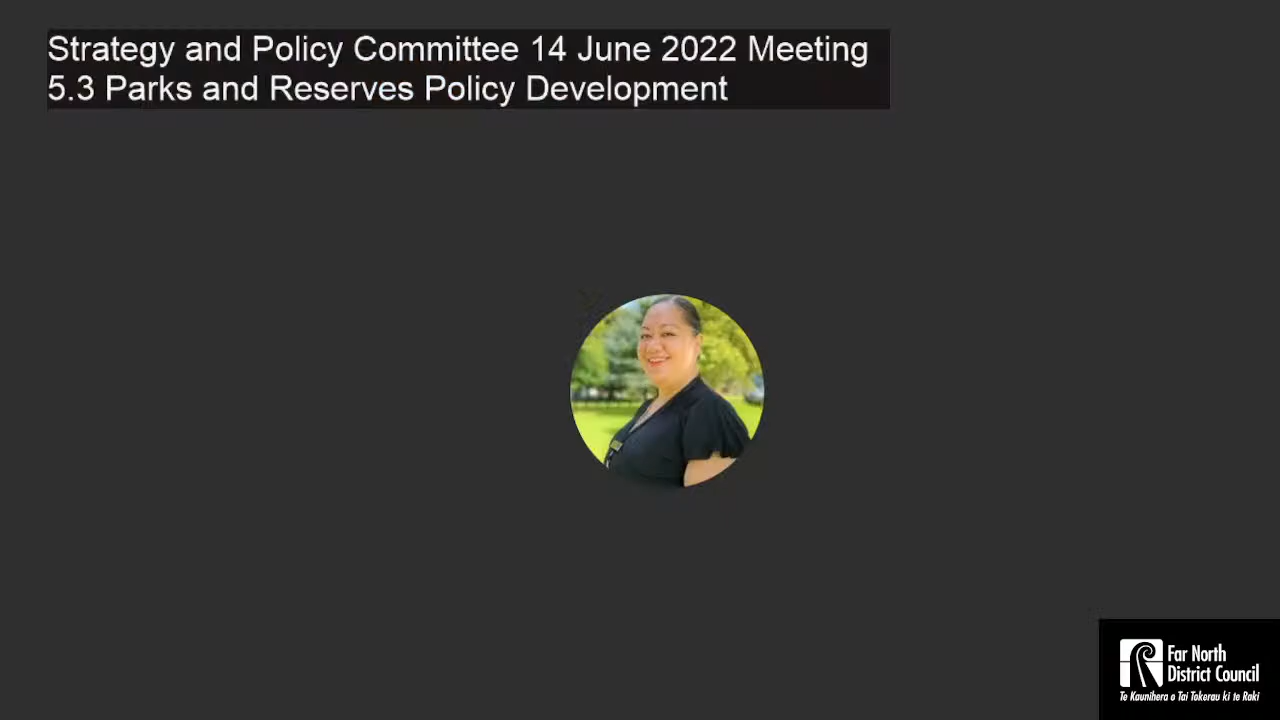 Strategy and Policy Committee 14 June 2022 Meeting
5.3 Parks and Reserves Policy Development
Far North
District Council
Te Kaunihera o Tai Tokerau ki te Raki